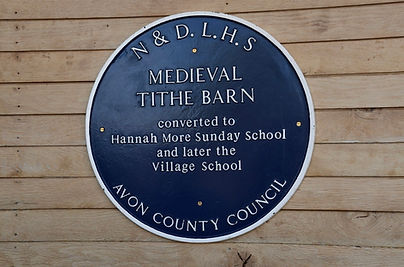 N & D. L. H. S
MEDIEVAL
TITHE BARN
converted to
Hannah More Sunday School
and later the
Village School
AVON COUNTY COUNCIL